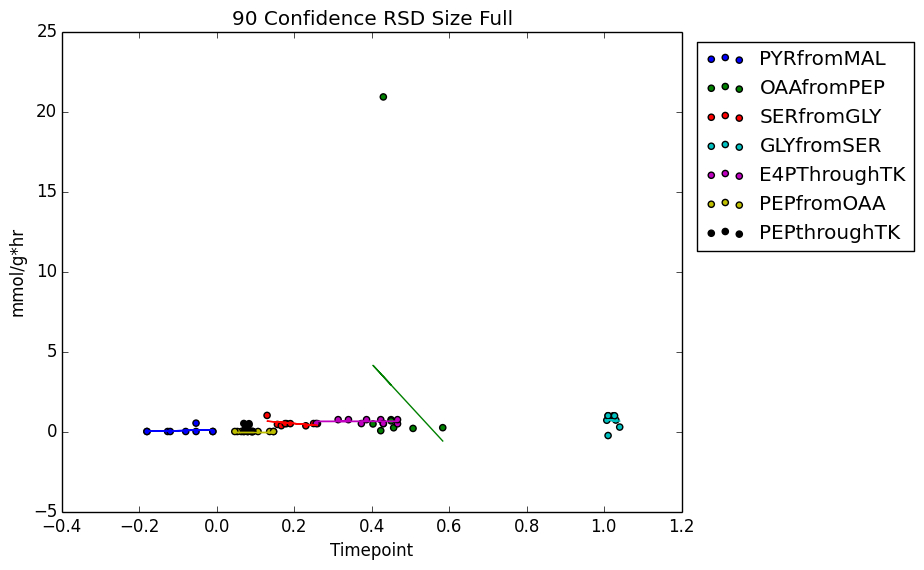 90 Confidence RSD Size Full
25
20
15
10
5
0
−5
mmol/g*hr
−0.4 −0.2 0.0 0.2 0.4 0.6 0.8 1.0 1.2
Timepoint
PYRfromMAL
OAAfromPEP
SERfromGLY
GLYfromSER
E4PThroughTK
PEPfromOAA
PEPthroughTK